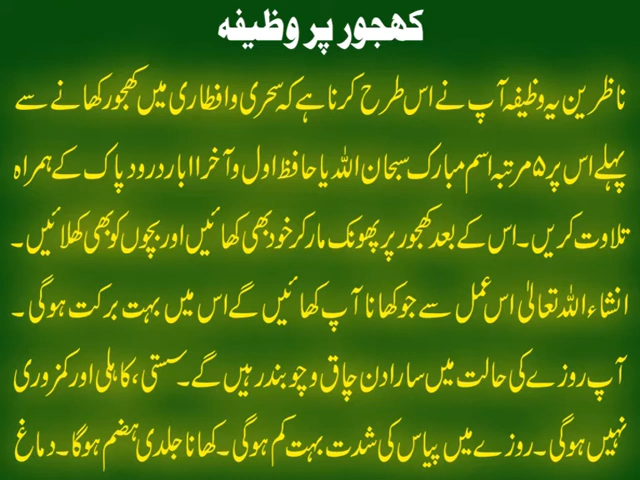 کھجور پر وظیفہ
ناظرین یہ وظیفہ آپ نے اس طرح کرنا ہے کہ سحری و افطاری میں کھجور کھانے سے
پہلے اس پر ۵ مرتبہ اسم مبارک سبحان اللہ یا حافظ اول و آخر ۱۱ بار درود پاک کے ہمراہ
تلاوت کریں۔ اس کے بعد کھجور پر پھونک مار کر خود بھی کھائیں اور بچوں کو بھی کھلائیں۔
انشاء اللہ تعالیٰ اس عمل سے جو کھانا آپ کھائیں گے اس میں بہت برکت ہوگی۔
آپ روزے کی حالت میں سارا دن چاق و چوبند رہیں گے۔ سستی، کاہلی اور کمزوری
نہیں ہوگی۔ روزے میں پیاس کی شدت بہت کم ہوگی۔ کھانا جلدی ہضم ہوگا۔ دماغ